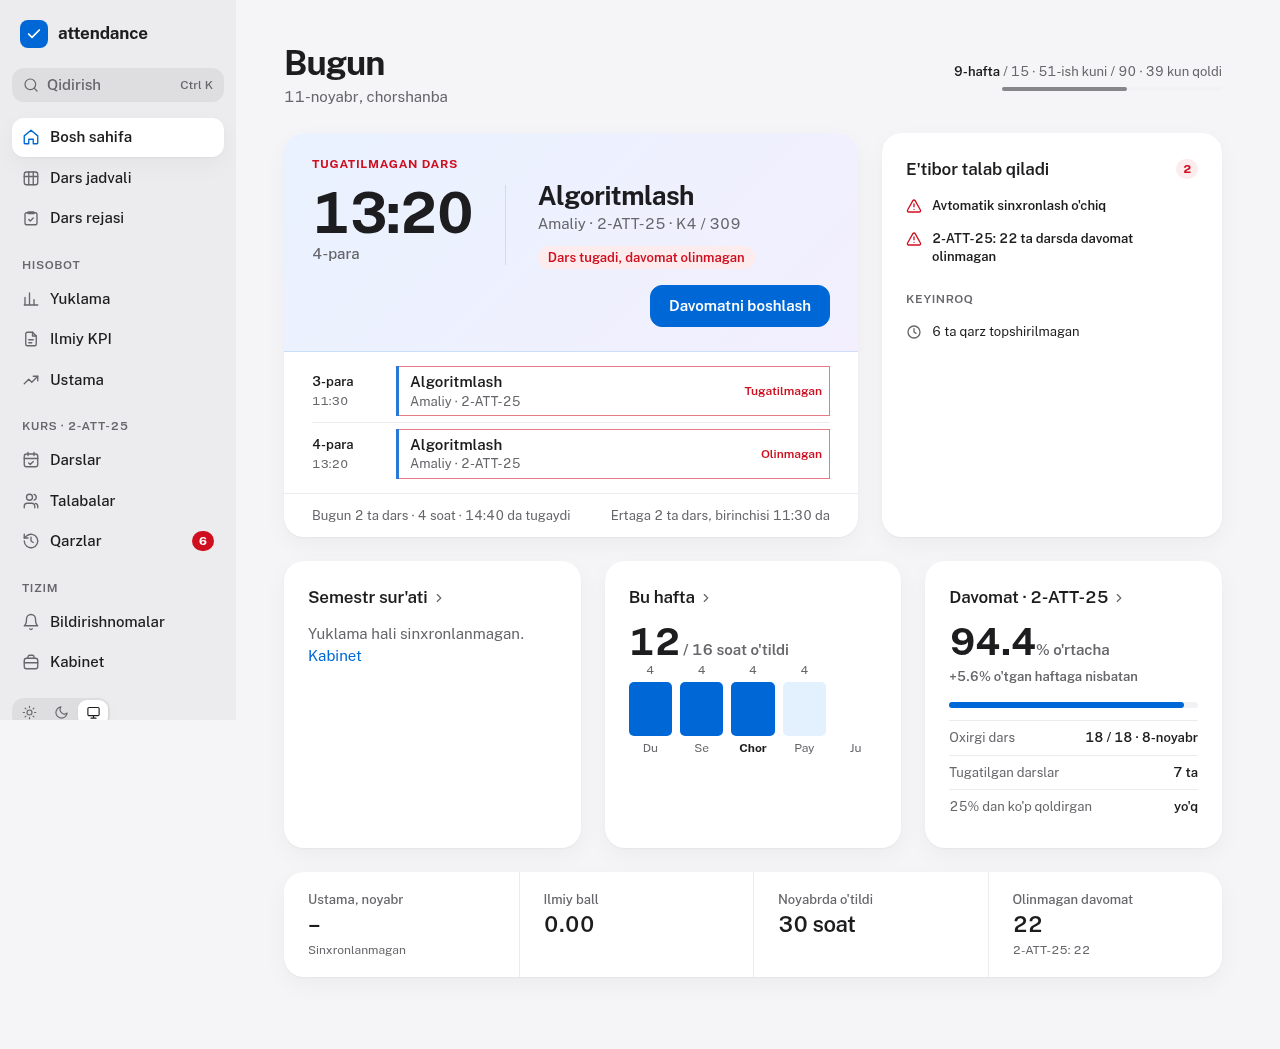 attendance
Qidirish Ctrl K
Bosh sahifa
Dars jadvali
Dars rejasi
HISOBOT
Yuklama
Ilmiy KPI
Ustama
KURS · 2-ATT-25
Darslar
Talabalar
Qarzlar 6
TIZIM
Bildirishnomalar
Kabinet
Bugun
11-noyabr, chorshanba
9-hafta / 15 · 51-ish kuni / 90 · 39 kun qoldi
TUGATILMAGAN DARS
13:20
4-para
Algoritmlash
Amaliy · 2-ATT-25 · K4 / 309
Dars tugadi, davomat olinmagan
Davomatni boshlash
3-para
11:30
Algoritmlash
Amaliy · 2-ATT-25
Tugatilmagan
4-para
13:20
Algoritmlash
Amaliy · 2-ATT-25
Olinmagan
Bugun 2 ta dars · 4 soat · 14:40 da tugaydi
Ertaga 2 ta dars, birinchisi 11:30 da
E'tibor talab qiladi 2
Avtomatik sinxronlash o'chiq
2-ATT-25: 22 ta darsda davomat
olinmagan
KEYINROQ
6 ta qarz topshirilmagan
Semestr sur'ati ›
Yuklama hali sinxronlanmagan.
Kabinet
Bu hafta ›
12 / 16 soat o'tildi
4 4 4 4
Du Se Chor Pay Ju
Davomat · 2-ATT-25 ›
94.4% o'rtacha
+5.6% o'tgan haftaga nisbatan
Oxirgi dars 18 / 18 · 8-noyabr
Tugatilgan darslar 7 ta
25% dan ko'p qoldirgan yo'q
Ustama, noyabr
–
Sinxronlanmagan
Ilmiy ball
0.00
Noyabrda o'tildi
30 soat
Olinmagan davomat
22
2-ATT-25: 22